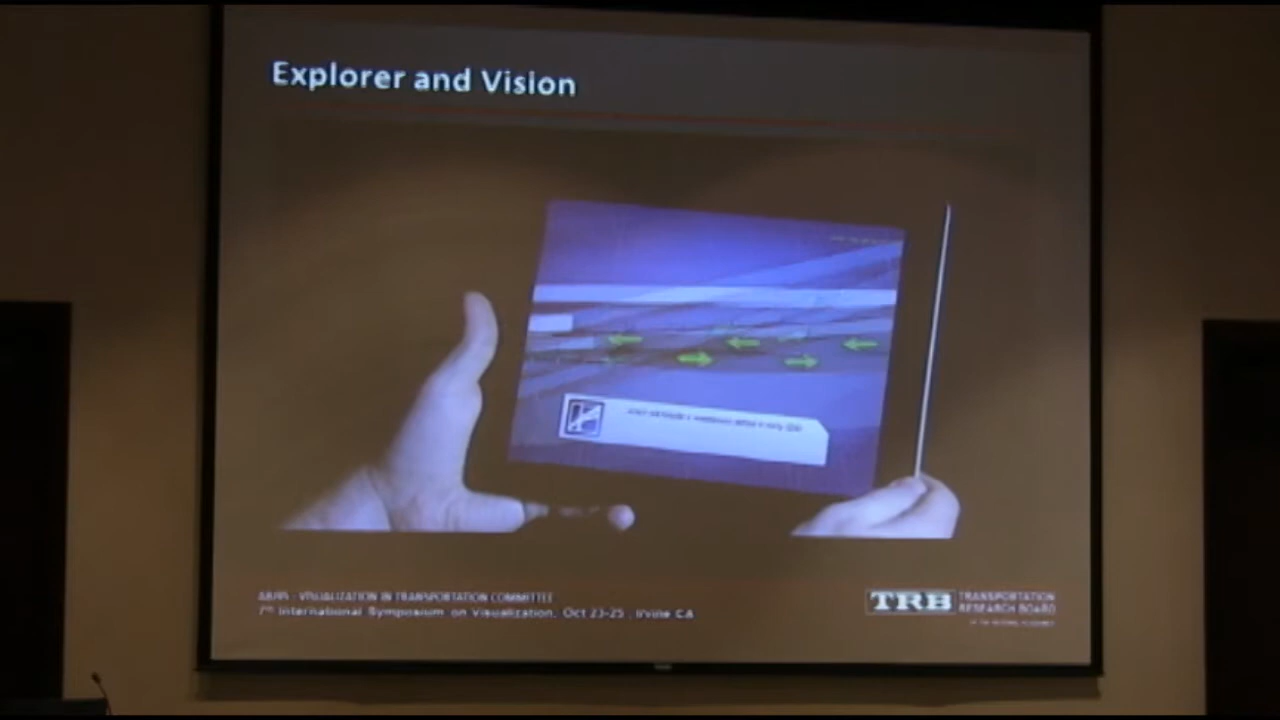 Explorer and Vision
VISUALIZATION IN TRANSPORTATION COMMITTEE
7th International Symposium on Visualization, Oct 23-25, Irvine CA
TRB
TRANSPORTATION
RESEARCH BOARD